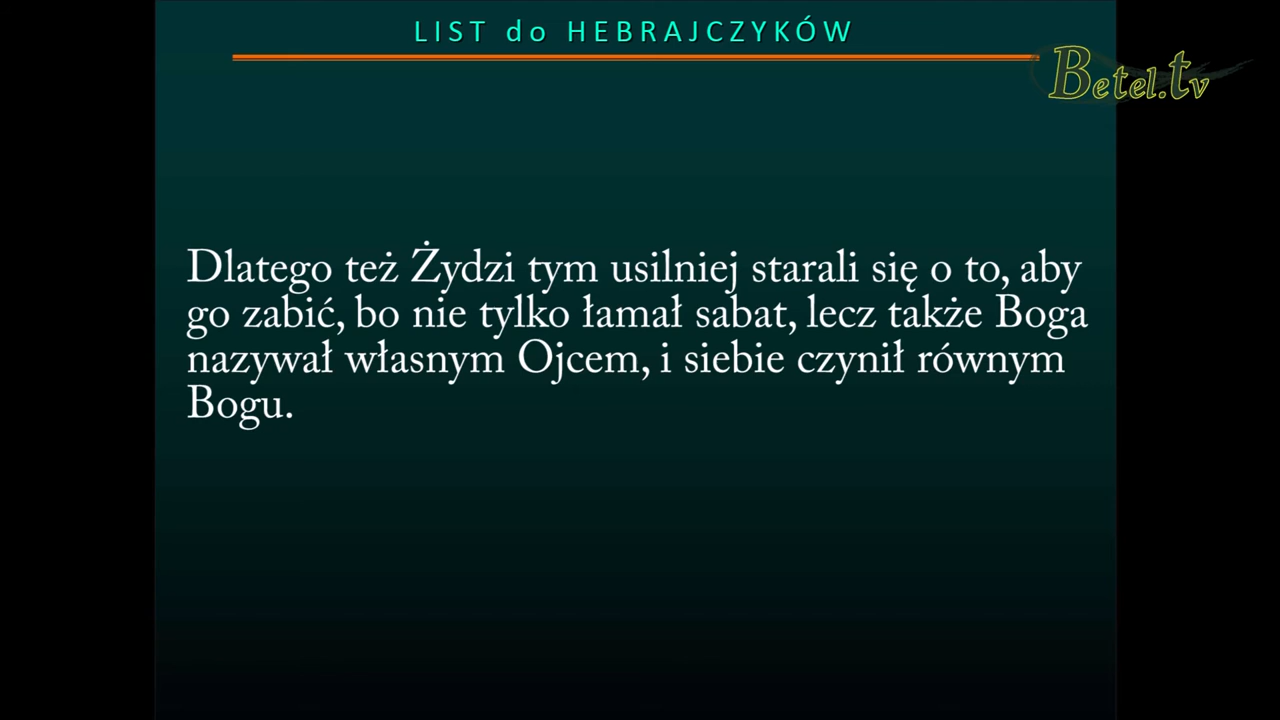 LIST do HEBRAJCZYKÓW
Betel.tv
Dlatego też Żydzi tym usilniej starali się o to, aby
go zabić, bo nie tylko łamał sabat, lecz także Boga
nazywał własnym Ojcem, i siebie czynił równym
Bogu.